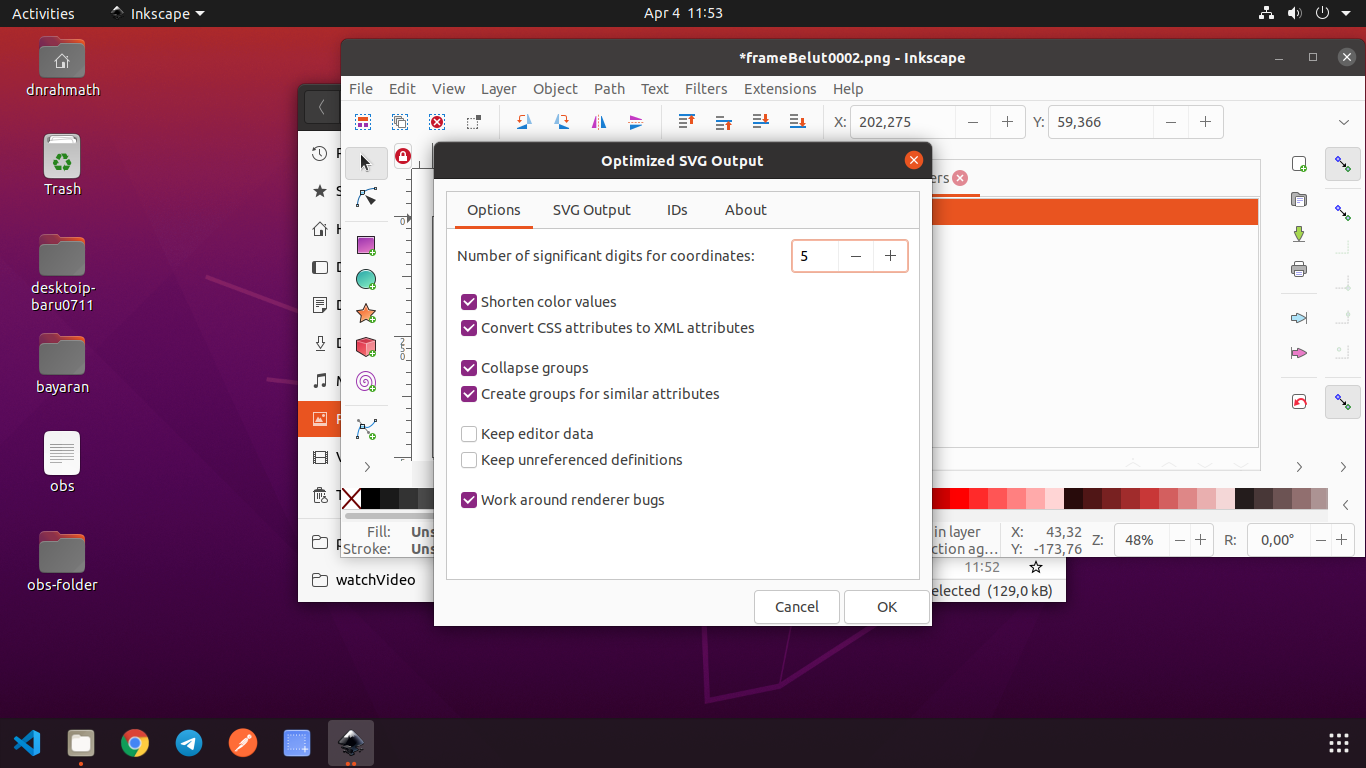 Activities
Inkscape
Apr 4 11:53
dnrahmath
Trash
desktoip-
baru0711
bayaran
obs
obs-folder
*frameBelut0002.png - Inkscape
File Edit View Layer Object Path Text Filters Extensions Help
X: 202,275 Y: 59,366
Optimized SVG Output
Options SVG Output IDs About
Number of significant digits for coordinates: 5
Shorten color values
Convert CSS attributes to XML attributes
Collapse groups
Create groups for similar attributes
Keep editor data
Keep unreferenced definitions
Work around renderer bugs
Cancel OK
Fill: Uns
Stroke: Uns
in layer
X: 43,32
Y: -173,76
Z: 48% R: 0,00°
ction ag...
11:52
watchVideo
elected (129,0 kB)